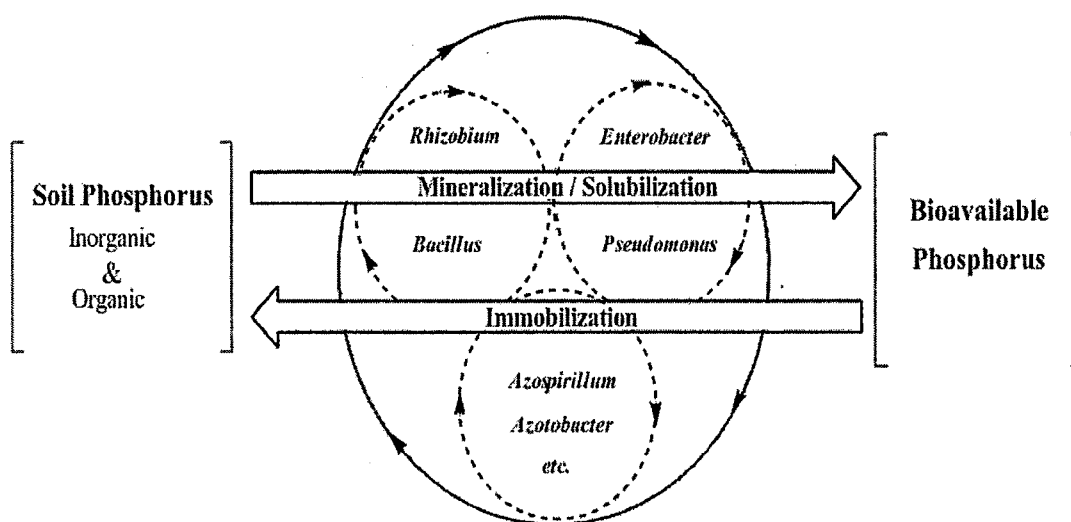 Rhizobium
Enterobacter
Mineralization / Solubilization
Soil Phosphorus
Inorganic
&
Organic
Bacillus
Pseudomonas
Bioavailable
Phosphorus
Immobilization
Azospirillum
Azotobacter
etc.